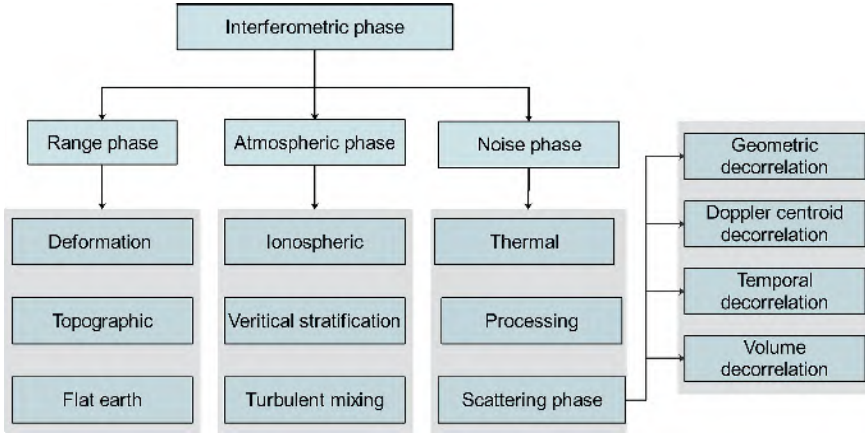 Interferometric phase
Range phase
Atmospheric phase
Noise phase
Deformation
Topographic
Flat earth
Ionospheric
Veritical stratification
Turbulent mixing
Thermal
Processing
Scattering phase
Geometric
decorrelation
Doppler centroid
decorrelation
Temporal
decorrelation
Volume
decorrelation